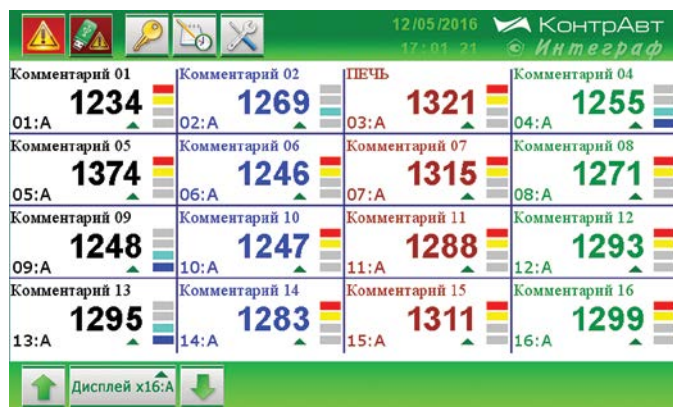 12/05/2016 КонтрАвт
17:01 21 Интеграф
Комментарий 01 Комментарий 02 ПЕЧЬ Комментарий 04
1234 1269 1321 1255
01:A 02:A 03:A 04:A
Комментарий 05 Комментарий 06 Комментарий 07 Комментарий 08
1374 1246 1315 1271
05:A 06:A 07:A 08:A
Комментарий 09 Комментарий 10 Комментарий 11 Комментарий 12
1248 1247 1288 1293
09:A 10:A 11:A 12:A
Комментарий 13 Комментарий 14 Комментарий 15 Комментарий 16
1295 1283 1311 1299
13:A 14:A 15:A 16:A
Дисплей x16:A